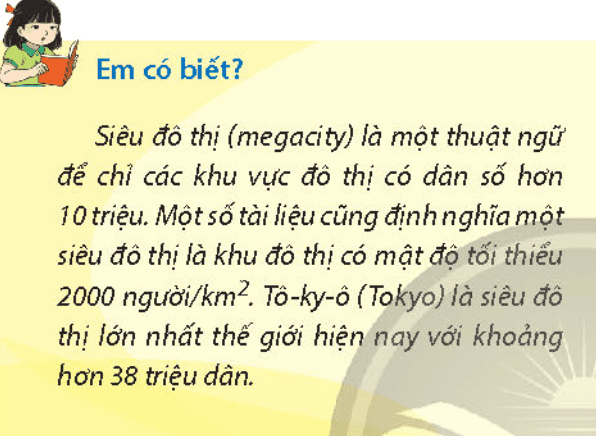 Em có biết?
Siêu đô thị (megacity) là một thuật ngữ
để chỉ các khu vực đô thị có dân số hơn
10 triệu. Một số tài liệu cũng định nghĩa một
siêu đô thị là khu đô thị có mật độ tối thiểu
2000 người/km². Tô-ky-ô (Tokyo) là siêu đô
thị lớn nhất thế giới hiện nay với khoảng
hơn 38 triệu dân.